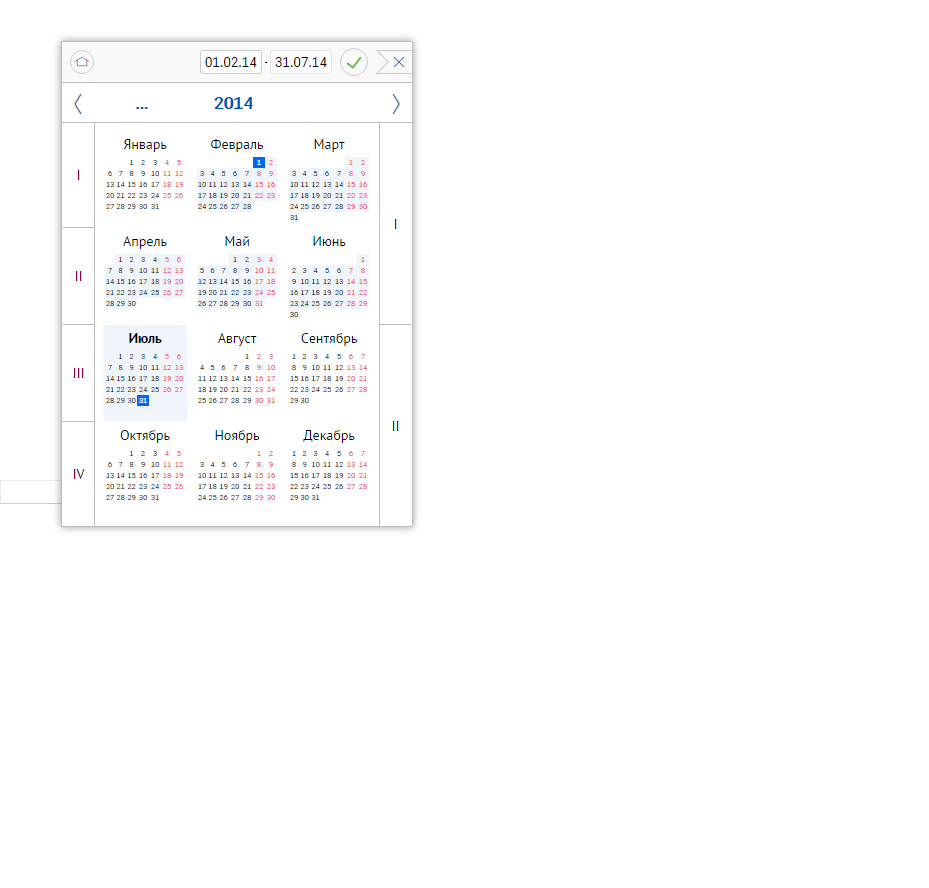 01.02.14 - 31.07.14
... 2014
Январь Февраль Март
1 2 3 4 5 1 2 1 2
6 7 8 9 10 11 12 3 4 5 6 7 8 9 3 4 5 6 7 8 9
I 13 14 15 16 17 18 19 10 11 12 13 14 15 16 10 11 12 13 14 15 16
20 21 22 23 24 25 26 17 18 19 20 21 22 23 17 18 19 20 21 22 23
27 28 29 30 31 24 25 26 27 28 24 25 26 27 28 29 30
31 I
Апрель Май Июнь
1 2 3 4 5 6 1 2 3 4 1
7 8 9 10 11 12 13 5 6 7 8 9 10 11 2 3 4 5 6 7 8
II 14 15 16 17 18 19 20 12 13 14 15 16 17 18 9 10 11 12 13 14 15
21 22 23 24 25 26 27 19 20 21 22 23 24 25 16 17 18 19 20 21 22
28 29 30 26 27 28 29 30 31 23 24 25 26 27 28 29
30
Июль Август Сентябрь
1 2 3 4 5 6 1 2 3 1 2 3 4 5 6 7
7 8 9 10 11 12 13 4 5 6 7 8 9 10 8 9 10 11 12 13 14
III 14 15 16 17 18 19 20 11 12 13 14 15 16 17 15 16 17 18 19 20 21
21 22 23 24 25 26 27 18 19 20 21 22 23 24 22 23 24 25 26 27 28
28 29 30 31 25 26 27 28 29 30 31 29 30
II
Октябрь Ноябрь Декабрь
1 2 3 4 5 1 2 1 2 3 4 5 6 7
6 7 8 9 10 11 12 3 4 5 6 7 8 9 8 9 10 11 12 13 14
IV 13 14 15 16 17 18 19 10 11 12 13 14 15 16 15 16 17 18 19 20 21
20 21 22 23 24 25 26 17 18 19 20 21 22 23 22 23 24 25 26 27 28
27 28 29 30 31 24 25 26 27 28 29 30 29 30 31